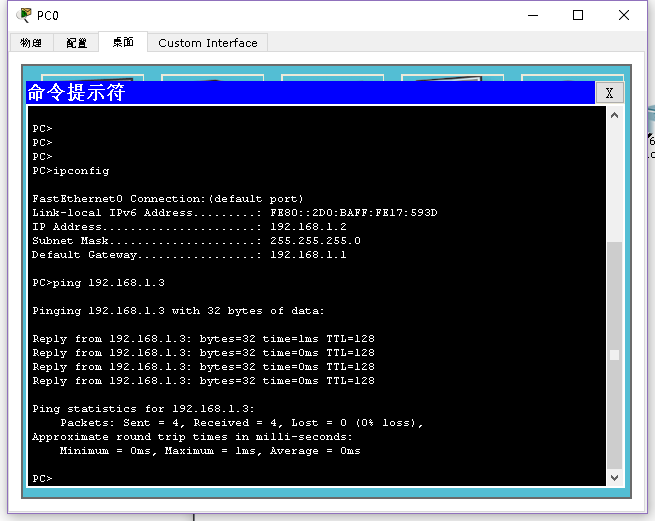 PC0
物理 配置 桌面 Custom Interface
命令提示符 X
PC>
PC>
PC>
PC>ipconfig
FastEthernet0 Connection:(default port)
Link-local IPv6 Address.........: FE80::2D0:BAFF:FE17:593D
IP Address......................: 192.168.1.2
Subnet Mask.....................: 255.255.255.0
Default Gateway.................: 192.168.1.1
PC>ping 192.168.1.3
Pinging 192.168.1.3 with 32 bytes of data:
Reply from 192.168.1.3: bytes=32 time=1ms TTL=128
Reply from 192.168.1.3: bytes=32 time=0ms TTL=128
Reply from 192.168.1.3: bytes=32 time=0ms TTL=128
Reply from 192.168.1.3: bytes=32 time=0ms TTL=128
Ping statistics for 192.168.1.3:
Packets: Sent = 4, Received = 4, Lost = 0 (0% loss),
Approximate round trip times in milli-seconds:
Minimum = 0ms, Maximum = 1ms, Average = 0ms
PC>